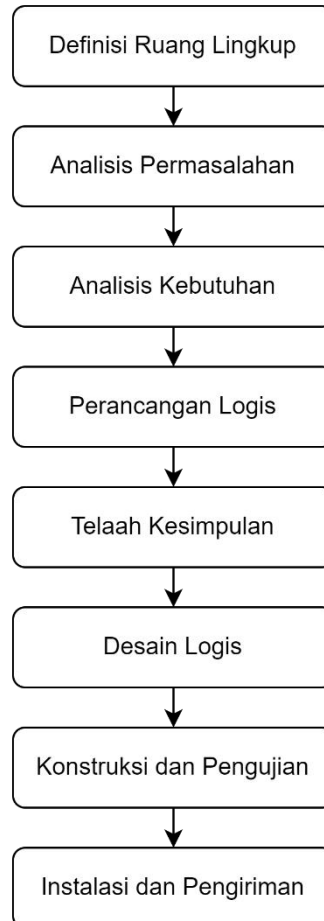 Definisi Ruang Lingkup
Analisis Permasalahan
Analisis Kebutuhan
Perancangan Logis
Telaah Kesimpulan
Desain Logis
Konstruksi dan Pengujian
Instalasi dan Pengiriman